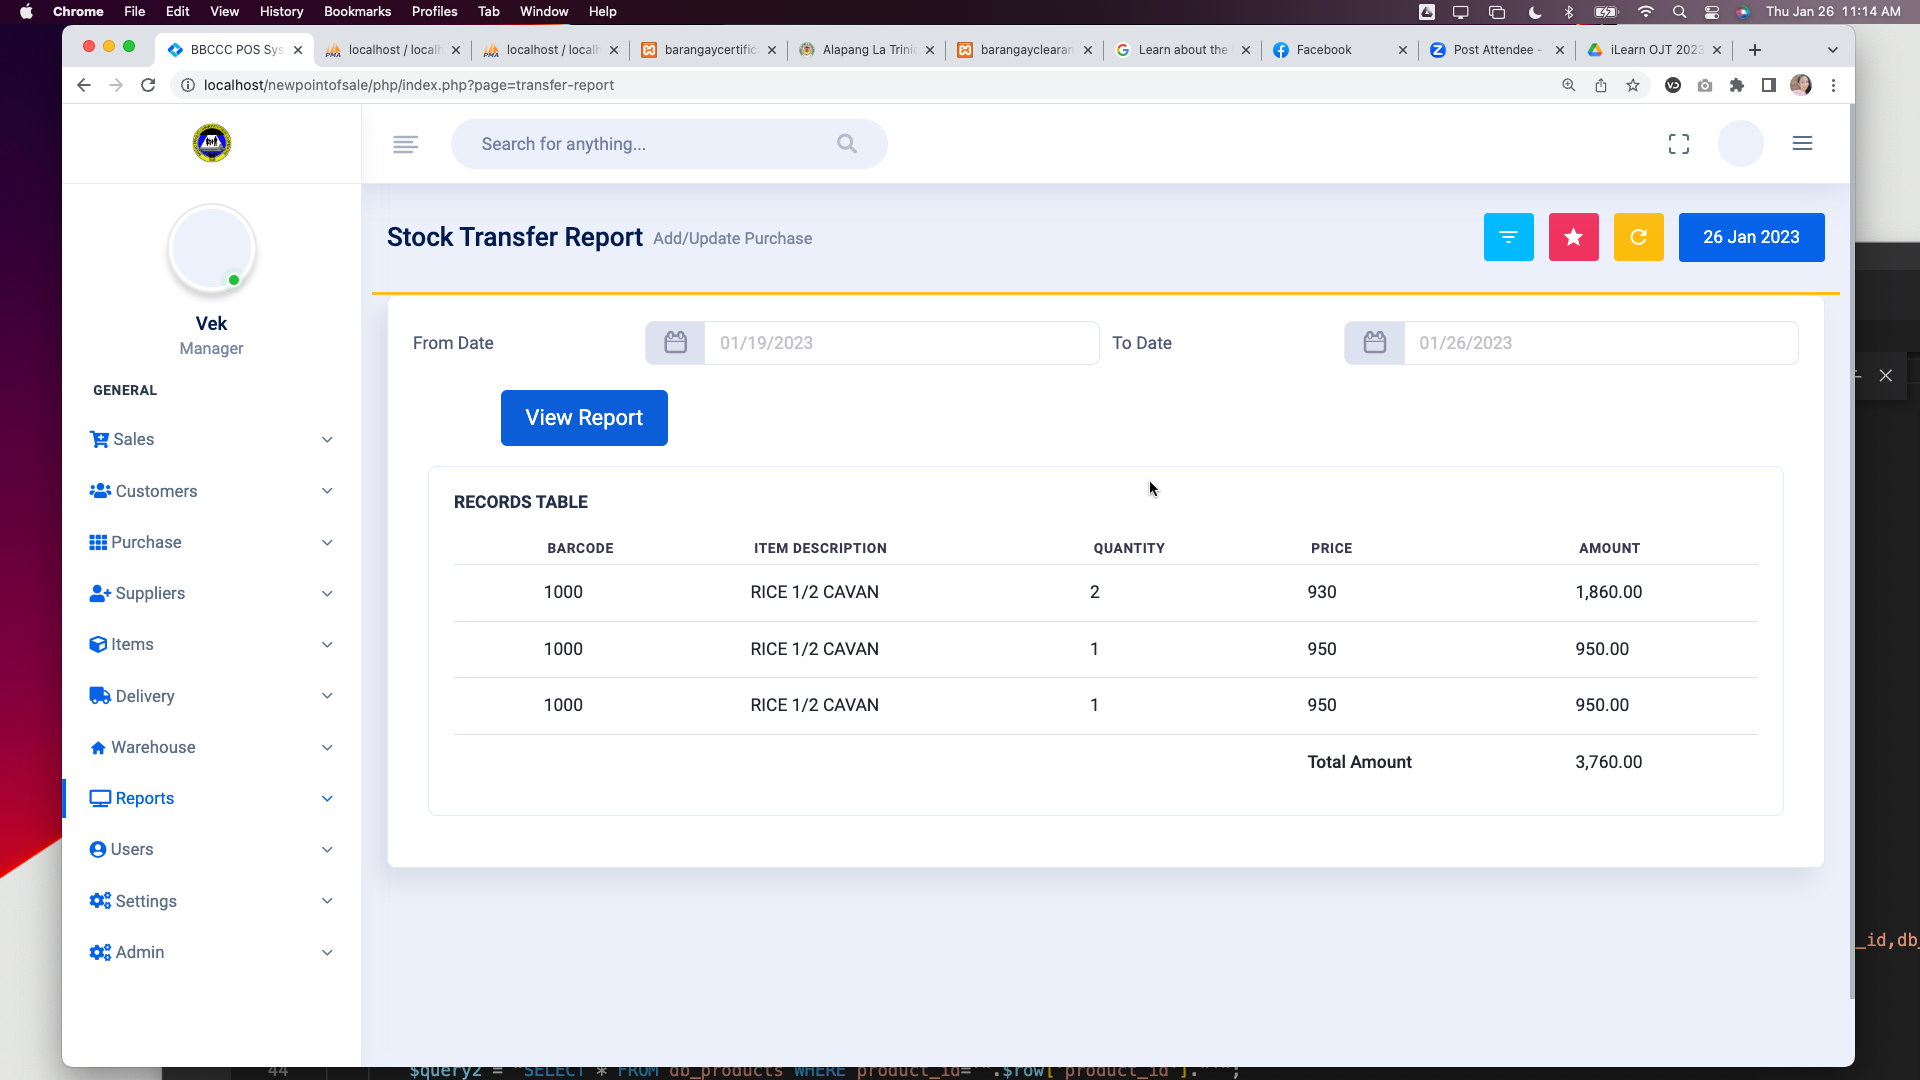 Chrome File Edit View History Bookmarks Profiles Tab Window Help Thu Jan 26 11:14 AM
BBCCC POS Sys localhost / localh localhost / localh barangaycertific Alapang La Trini barangayclearan Learn about the Facebook Post Attendee - iLearn OJT 2023
localhost/newpointofsale/php/index.php?page=transfer-report
Search for anything...
Stock Transfer Report Add/Update Purchase
26 Jan 2023
Vek
Manager
GENERAL
Sales
Customers
Purchase
Suppliers
Items
Delivery
Warehouse
Reports
Users
Settings
Admin
From Date 01/19/2023 To Date 01/26/2023
View Report
RECORDS TABLE
BARCODE ITEM DESCRIPTION QUANTITY PRICE AMOUNT
1000 RICE 1/2 CAVAN 2 930 1,860.00
1000 RICE 1/2 CAVAN 1 950 950.00
1000 RICE 1/2 CAVAN 1 950 950.00
Total Amount 3,760.00
_id,db_
44 $query2 = "SELECT * FROM db_products WHERE product_id='".$row['product_id']."'";